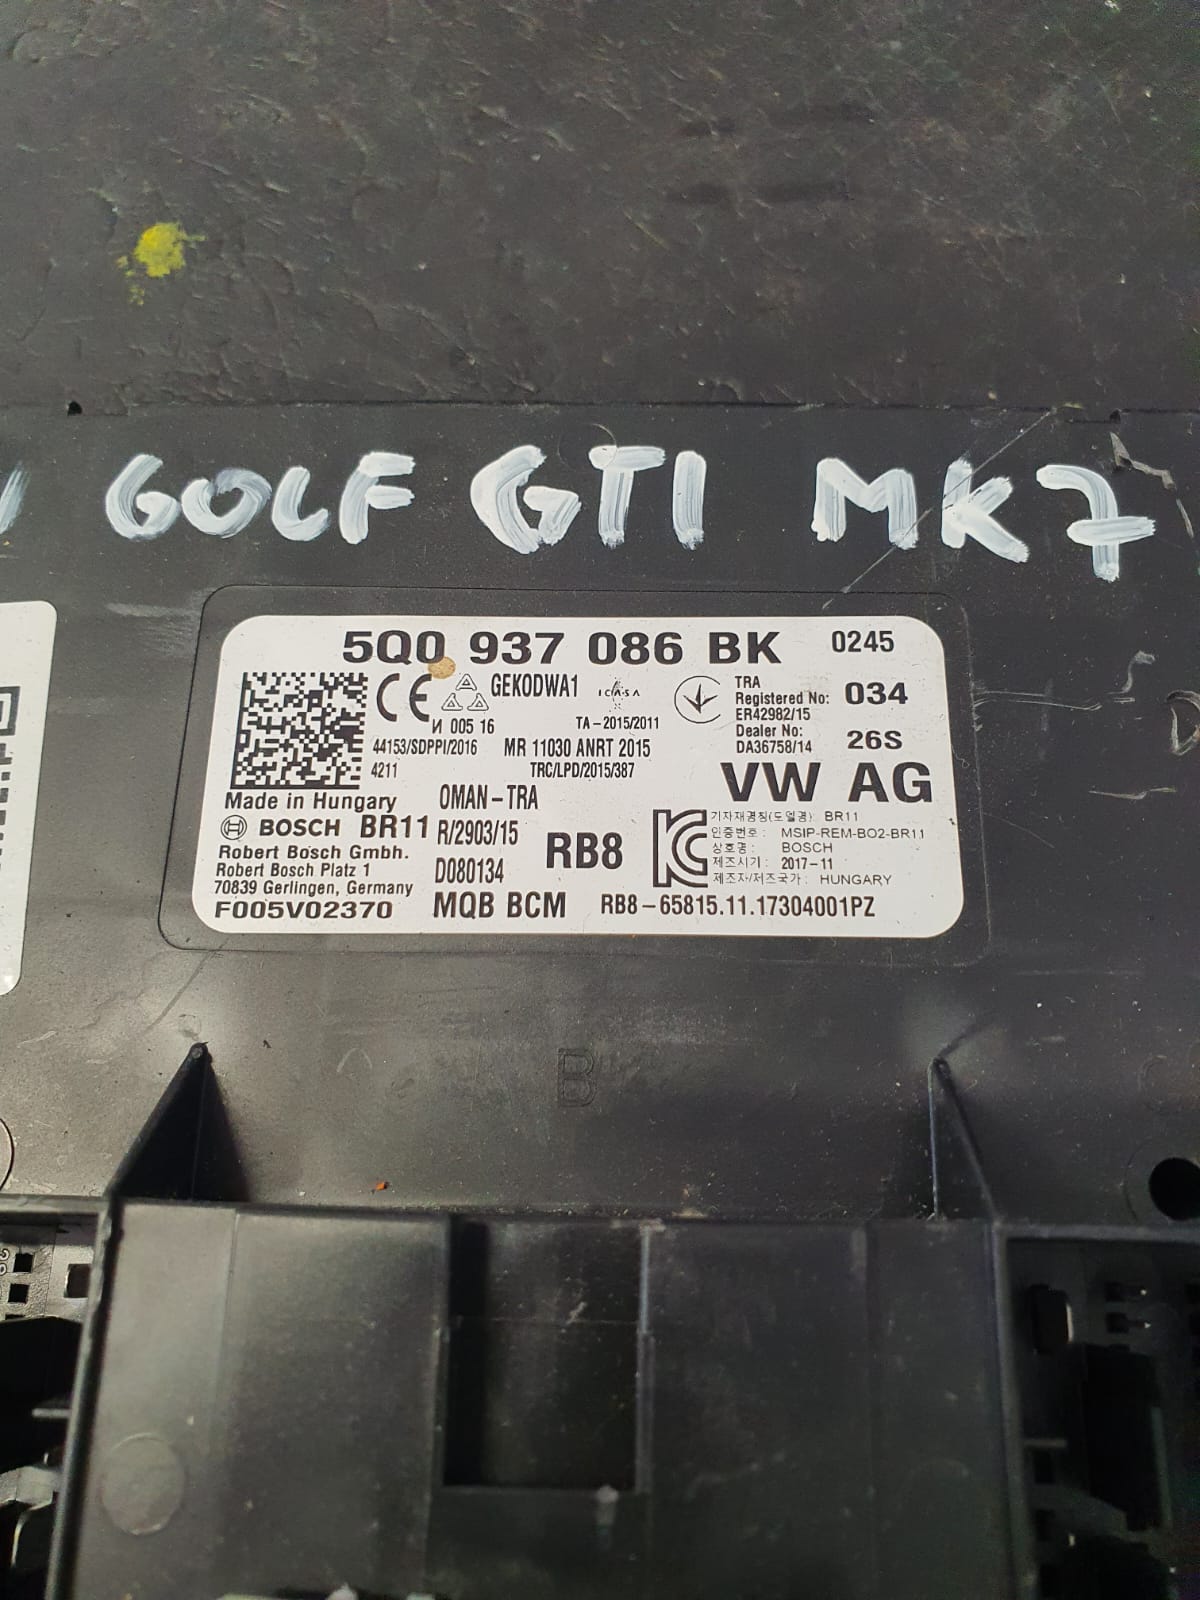 GOLF GTI MK7
5Q0 937 086 BK 0245
CE GEKODWA1 ICASA TRA
Registered No: 034
ER42982/15
И 005 16 TA-2015/2011 Dealer No:
DA36758/14 26S
44153/SDPPI/2016 MR 11030 ANRT 2015
4211 TRC/LPD/2015/387
VW AG
Made in Hungary OMAN-TRA
BOSCH BR11 R/2903/15
Robert Bosch Gmbh. D080134 RB8
Robert Bosch Platz 1
70839 Gerlingen, Germany
기자재명칭(모델명) BR11
인증번호 : MSIP-REM-BO2-BR11
상호명 : BOSCH
제조시기 : 2017-11
제조자/제조국가 : HUNGARY
F005V02370 MQB BCM RB8-65815.11.17304001PZ
B